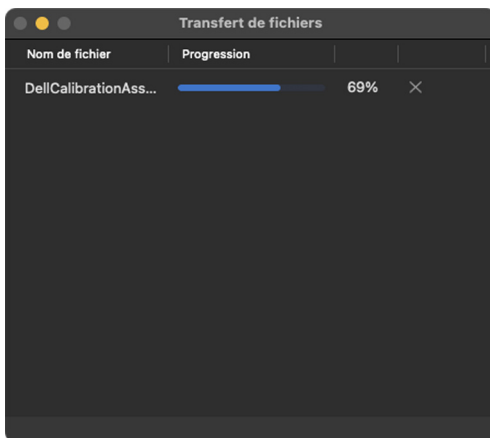 Transfert de fichiers
Nom de fichier Progression
DellCalibrationAss... 69%